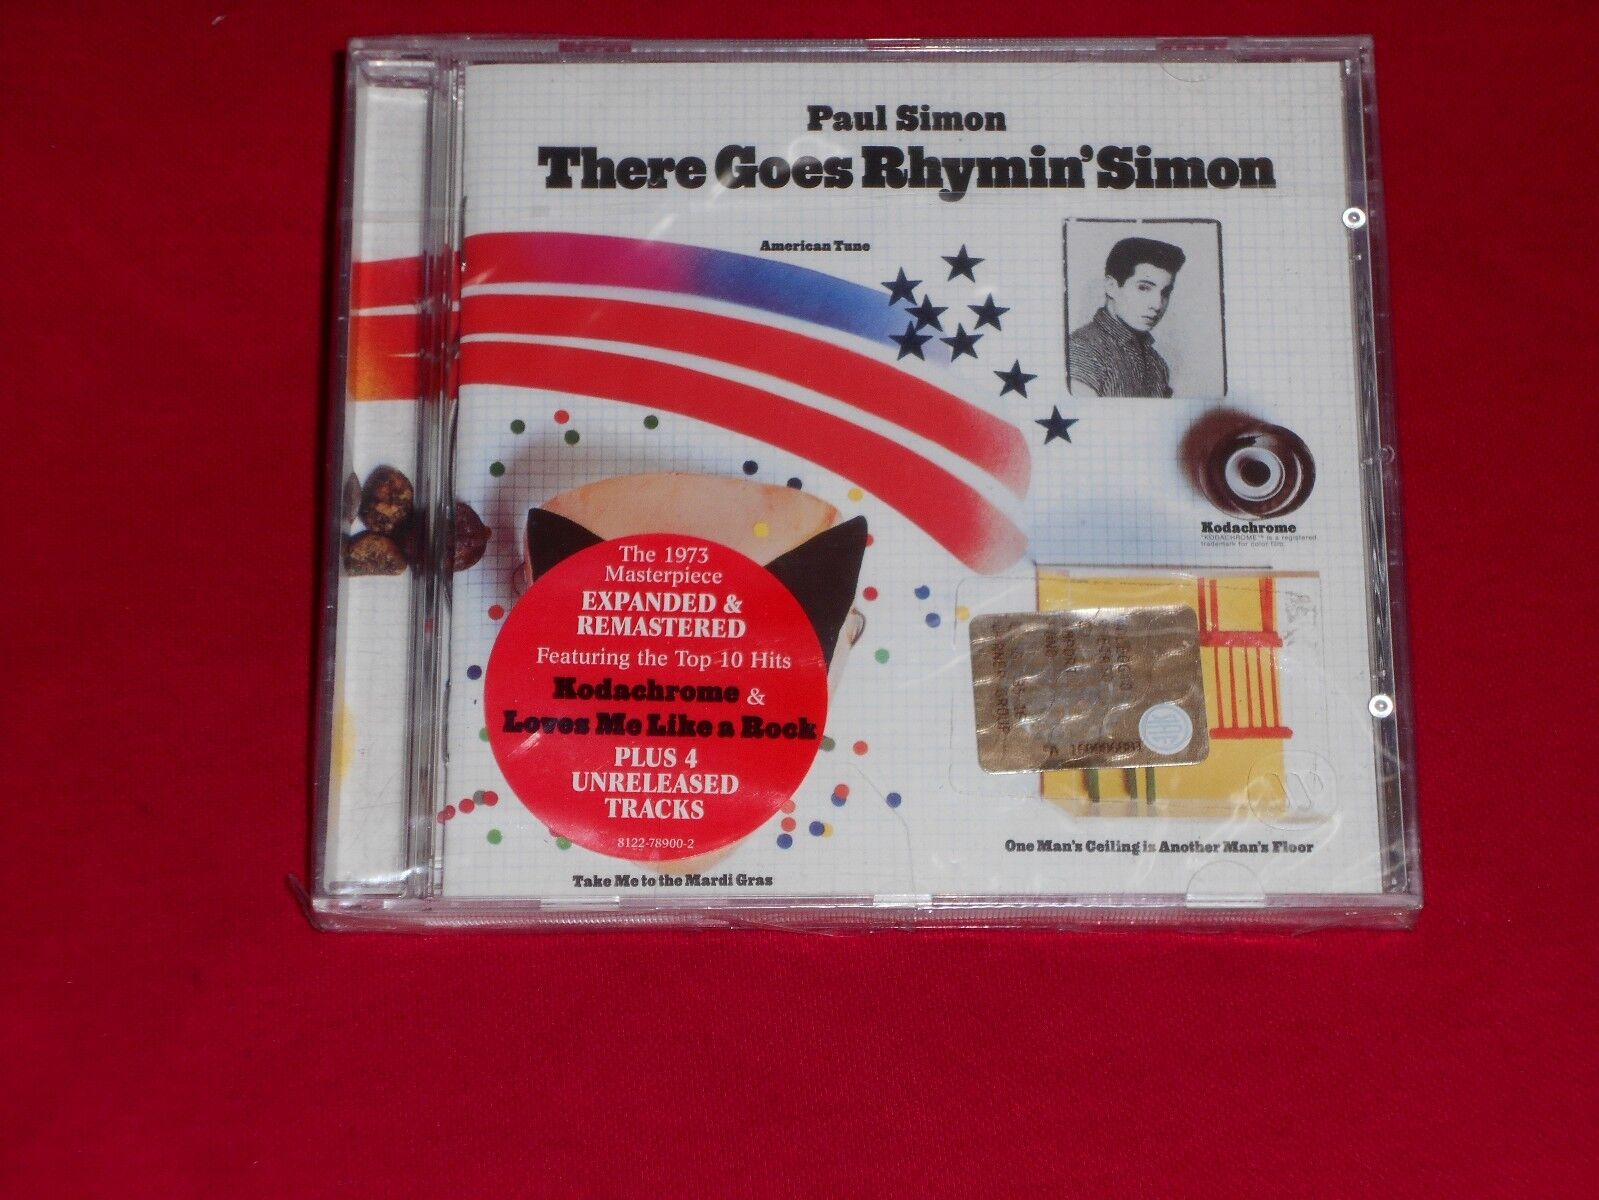 Paul Simon
There Goes Rhymin' Simon
American Tune
Kodachrome
"KODACHROME"™ is a registered
trademark for color film.
The 1973
Masterpiece
EXPANDED &
REMASTERED
Featuring the Top 10 Hits
Kodachrome &
Loves Me Like a Rock
PLUS 4
UNRELEASED
TRACKS
8122-78900-2
One Man's Ceiling is Another Man's Floor
Take Me to the Mardi Gras